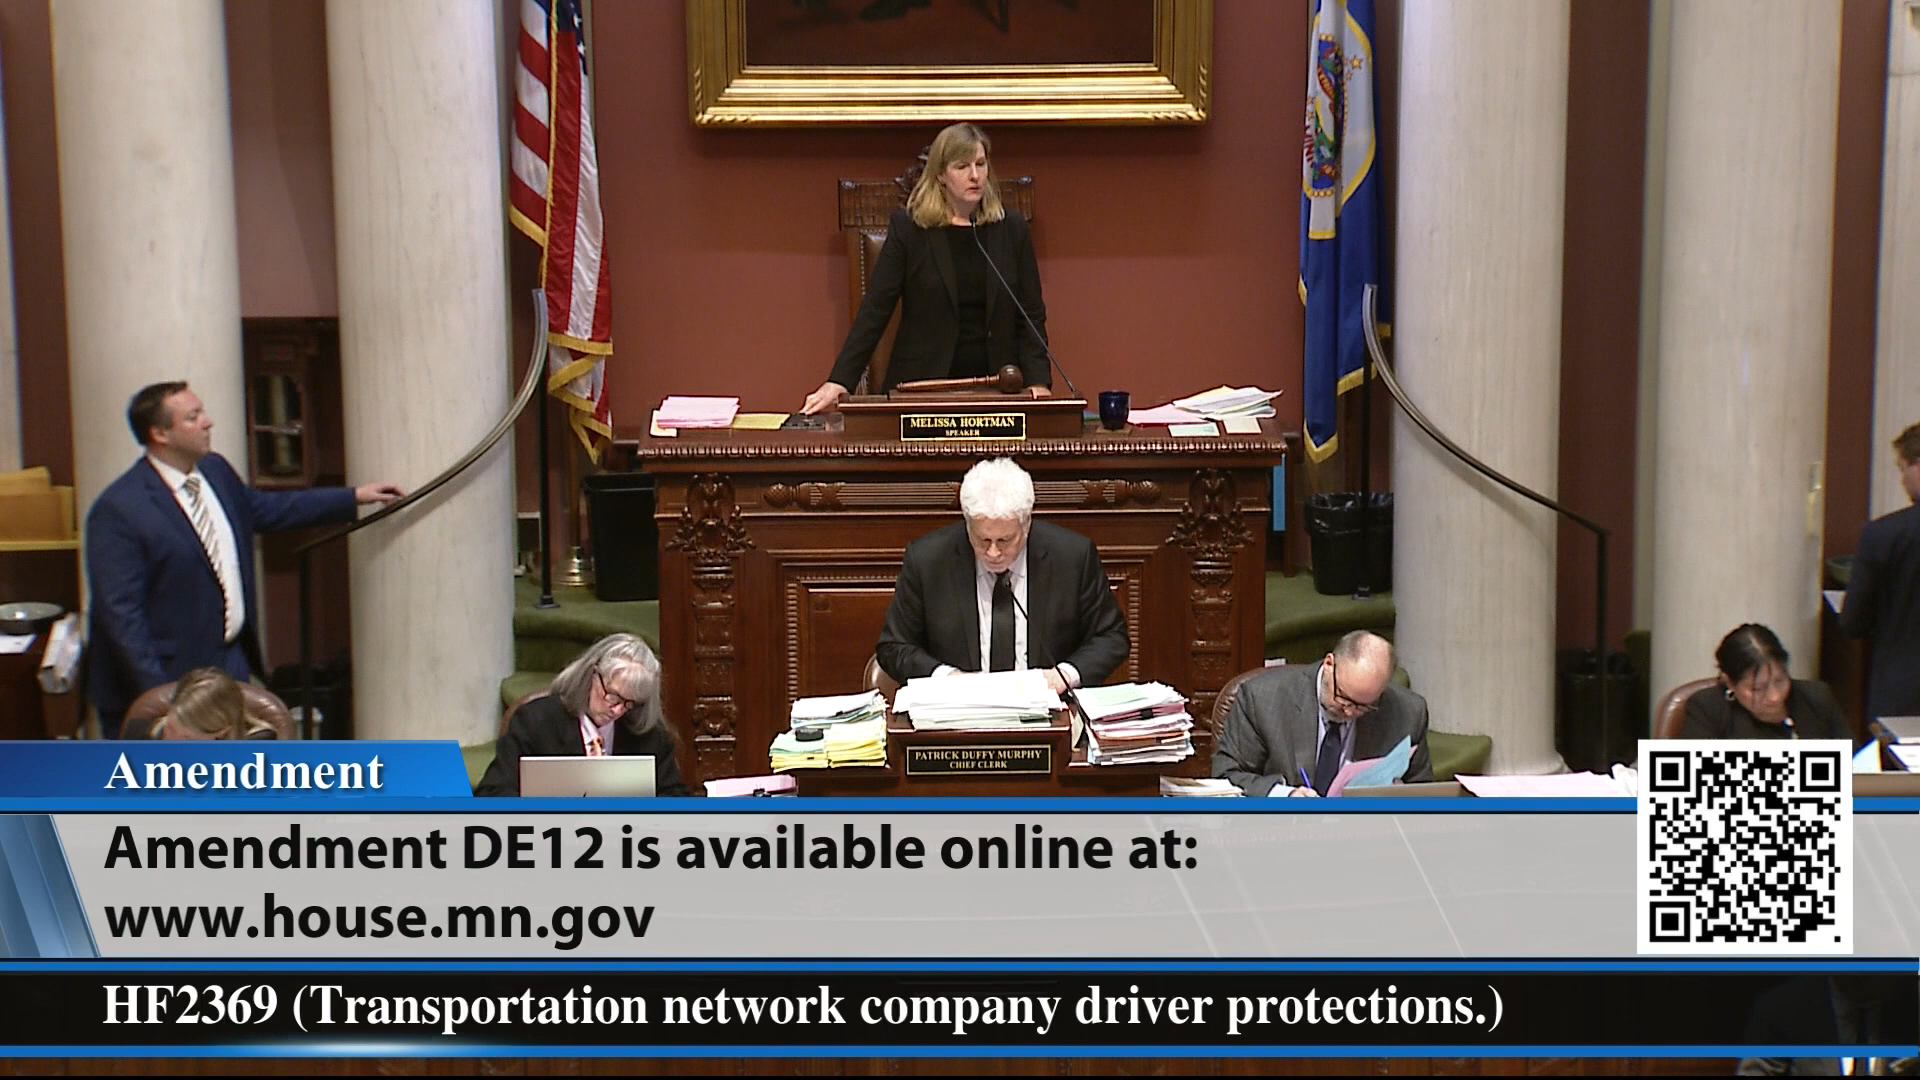 MELISSA HORTMAN
SPEAKER
PATRICK DUFFY MURPHY
CHIEF CLERK
Amendment
Amendment DE12 is available online at:
www.house.mn.gov
HF2369 (Transportation network company driver protections.)